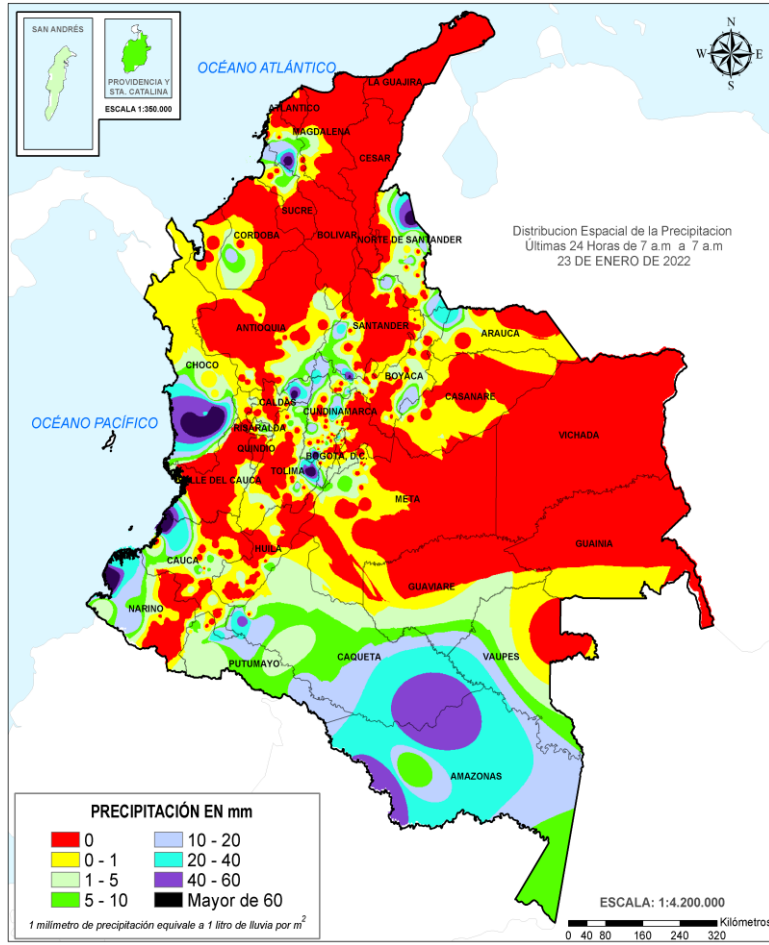 SAN ANDRÉS
PROVIDENCIA Y
STA. CATALINA
ESCALA 1:350.000
OCÉANO ATLÁNTICO
N
W E
S
LA GUAJIRA
ATLANTICO
MAGDALENA
CESAR
SUCRE
CORDOBA
BOLIVAR
NORTE DE SANTANDER
Distribucion Espacial de la Precipitacion
Últimas 24 Horas de 7 a.m a 7 a.m
23 DE ENERO DE 2022
ANTIOQUIA
SANTANDER
ARAUCA
CHOCO
BOYACA
CALDAS
CASANARE
CUNDINAMARCA
OCÉANO PACÍFICO
RISARALDA
VICHADA
QUINDIO
BOGOTA, D.C.
TOLIMA
VALLE DEL CAUCA
META
GUAINIA
HUILA
CAUCA
GUAVIARE
NARINO
PUTUMAYO
CAQUETA
VAUPES
AMAZONAS
PRECIPITACIÓN EN mm
0
0 - 1
1 - 5
5 - 10
10 - 20
20 - 40
40 - 60
Mayor de 60
1 milímetro de precipitación equivale a 1 litro de lluvia por m²
ESCALA: 1:4.200.000
Kilómetros
0 40 80 160 240 320